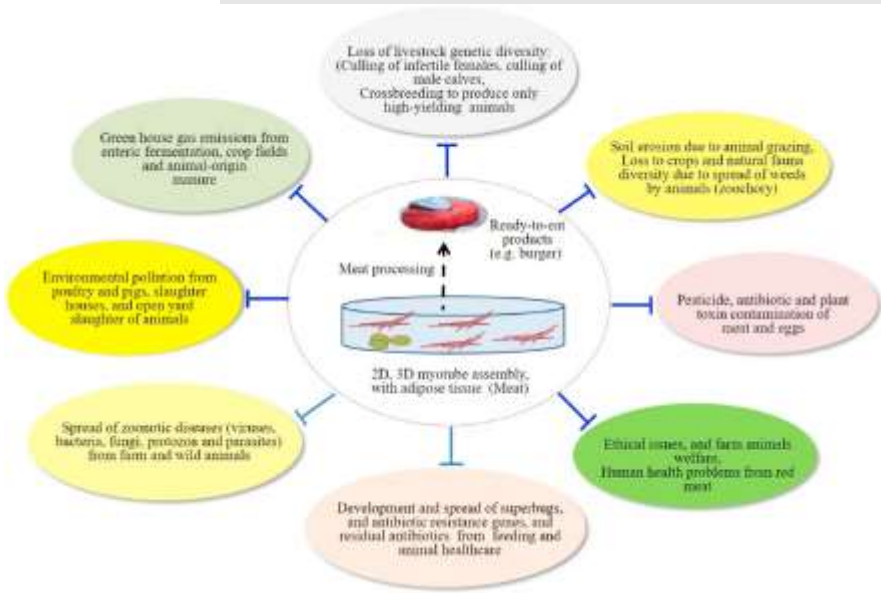 Loss of livestock genetic diversity:
(Culling of infertile females, culling of
male calves,
Crossbreeding to produce only
high-yielding animals
Green house gas emissions from
enteric fermentation, crop fields
and animal-origin
manure
Soil erosion due to animal grazing,
Loss to crops and natural fauna
diversity due to spread of weeds
by animals (zoochory)
Ready-to-eat
products
(e.g. burger)
Meat processing
Environmental pollution from
poultry and pigs, slaughter
houses, and open yard
slaughter of animals
Pesticide, antibiotic and plant
toxin contamination of
meat and eggs
2D, 3D myotube assembly,
with adipose tissue (Meat)
Spread of zoonotic diseases (viruses,
bacteria, fungi, protozoa and parasites)
from farm and wild animals
Ethical issues, and farm animals
welfare,
Human health problems from red
meat
Development and spread of superbugs,
and antibiotic resistance genes, and
residual antibiotics from feeding and
animal healthcare